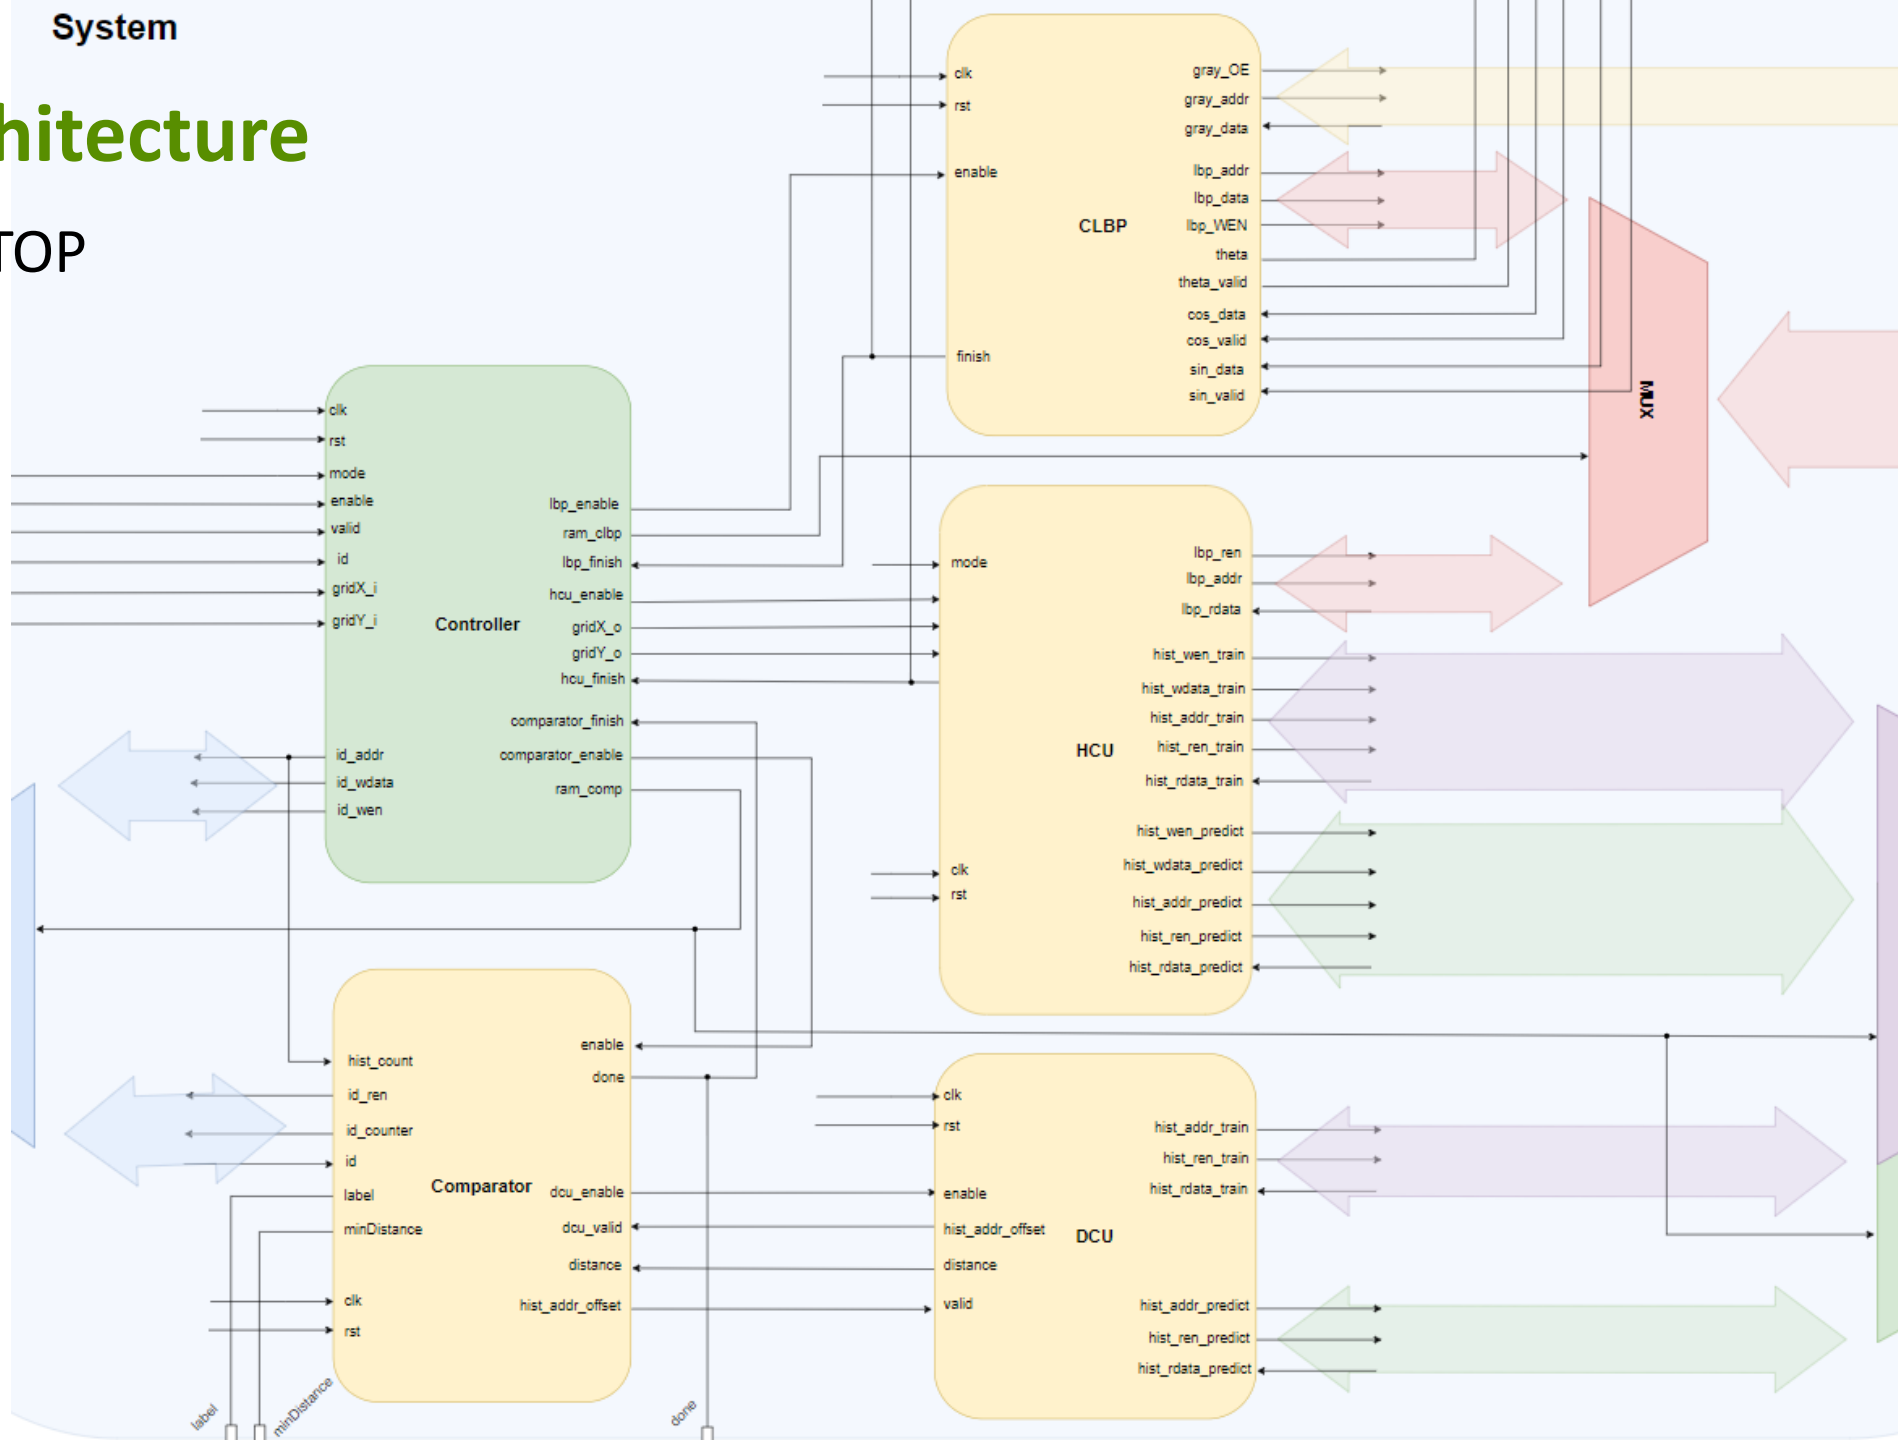 System
hitecture
TOP
clk
rst
enable
finish
CLBP
gray_OE
gray_addr
gray_data
lbp_addr
lbp_data
lbp_WEN
theta
theta_valid
cos_data
cos_valid
sin_data
sin_valid
MUX
clk
rst
mode
enable
valid
id
gridX_i
gridY_i
Controller
lbp_enable
ram_clbp
lbp_finish
hcu_enable
gridX_o
gridY_o
hcu_finish
comparator_finish
comparator_enable
ram_comp
id_addr
id_wdata
id_wen
mode
clk
rst
HCU
lbp_ren
lbp_addr
lbp_rdata
hist_wen_train
hist_wdata_train
hist_addr_train
hist_ren_train
hist_rdata_train
hist_wen_predict
hist_wdata_predict
hist_addr_predict
hist_ren_predict
hist_rdata_predict
hist_count
id_ren
id_counter
id
label
minDistance
clk
rst
Comparator
enable
done
dcu_enable
dcu_valid
distance
hist_addr_offset
clk
rst
enable
hist_addr_offset
distance
valid
DCU
hist_addr_train
hist_ren_train
hist_rdata_train
hist_addr_predict
hist_ren_predict
hist_rdata_predict
label
minDistance
done